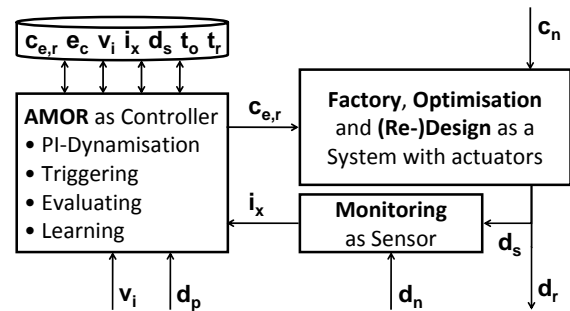 c_e,r e_c v_i i_x d_s t_o t_r
c_n
AMOR as Controller
• PI-Dynamisation
• Triggering
• Evaluating
• Learning
c_e,r
Factory, Optimisation
and (Re-)Design as a
System with actuators
i_x
Monitoring
as Sensor
d_s
v_i
d_p
d_n
d_r